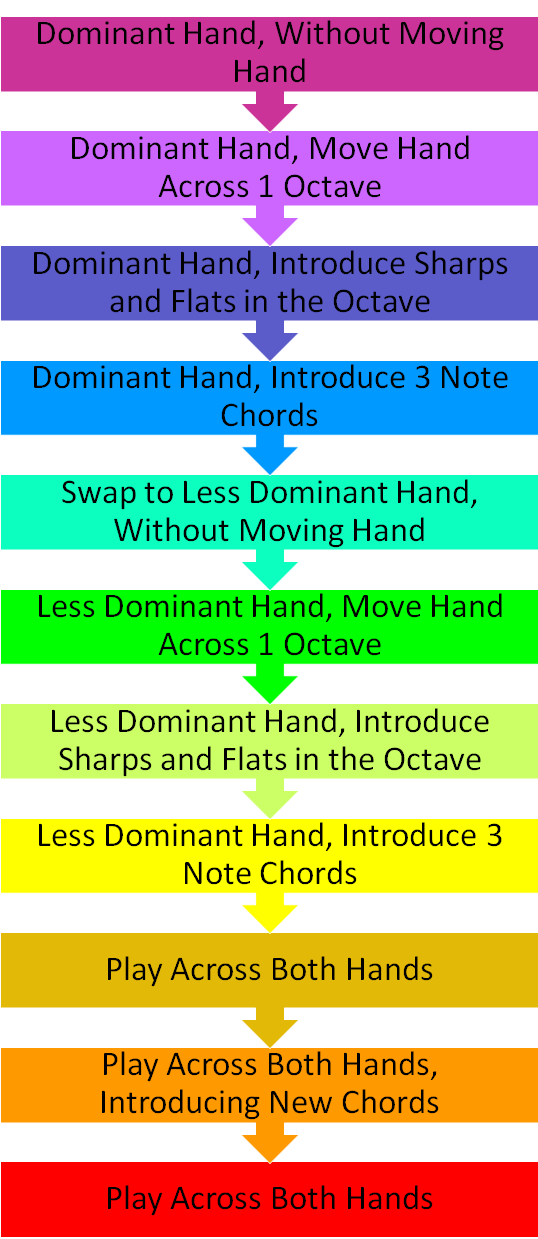 Dominant Hand, Without Moving
Hand
Dominant Hand, Move Hand
Across 1 Octave
Dominant Hand, Introduce Sharps
and Flats in the Octave
Dominant Hand, Introduce 3 Note
Chords
Swap to Less Dominant Hand,
Without Moving Hand
Less Dominant Hand, Move Hand
Across 1 Octave
Less Dominant Hand, Introduce
Sharps and Flats in the Octave
Less Dominant Hand, Introduce 3
Note Chords
Play Across Both Hands
Play Across Both Hands,
Introducing New Chords
Play Across Both Hands